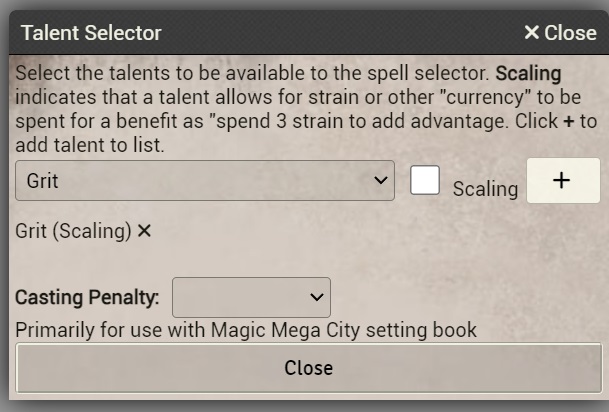 Talent Selector
✕ Close
Select the talents to be available to the spell selector. Scaling
indicates that a talent allows for strain or other "currency" to be
spent for a benefit as "spend 3 strain to add advantage. Click + to
add talent to list.
Grit
Scaling
+
Grit (Scaling) ✕
Casting Penalty:
Primarily for use with Magic Mega City setting book
Close